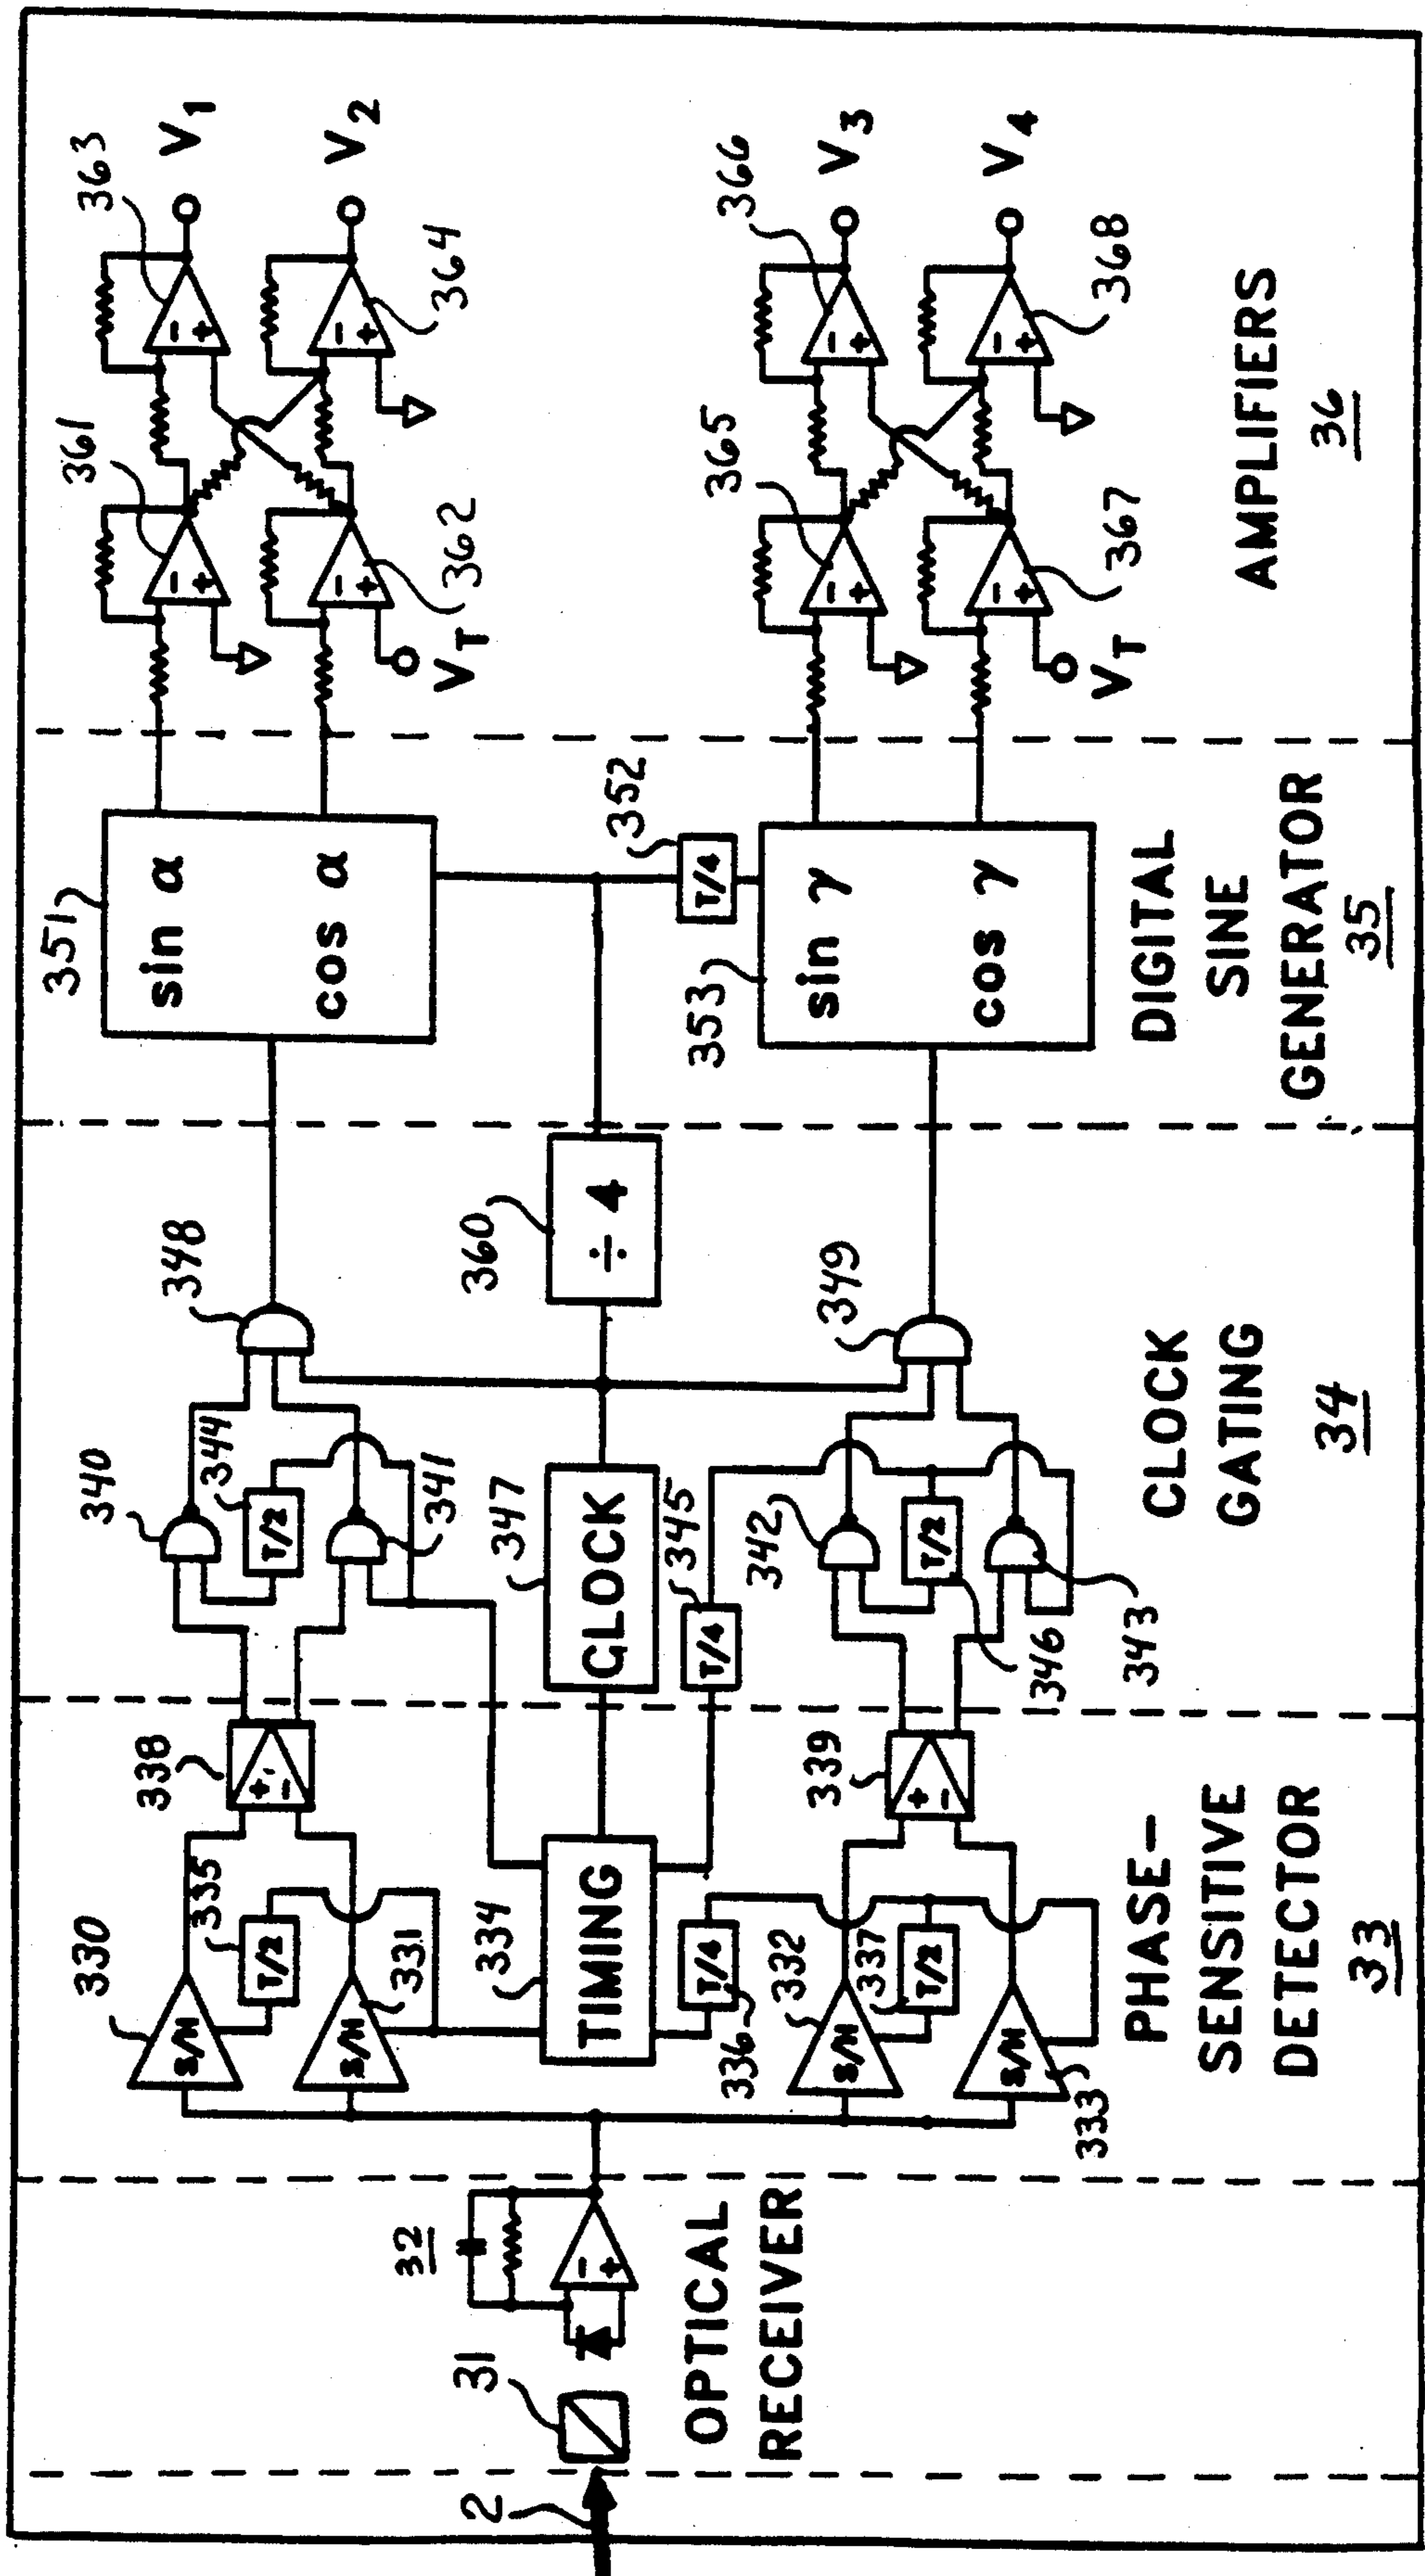 2
31
32
OPTICAL
RECEIVER
330
335
T/2
S/H
331
S/H
334
TIMING
336
T/4
332
337
T/2
S/H
S/H
333
338
+
−
339
+
−
PHASE-
SENSITIVE
DETECTOR
33
340
344
T/2
341
348
347
CLOCK
345
T/4
360
÷ 4
342
T/2
346
343
349
CLOCK
GATING
34
351
sin α
cos α
352
T/4
353
sin γ
cos γ
DIGITAL
SINE
GENERATOR
35
361
− +
363
− +
V1
362
− +
VT
364
− +
V2
365
− +
366
− +
V3
367
− +
VT
368
− +
V4
AMPLIFIERS
36
− +